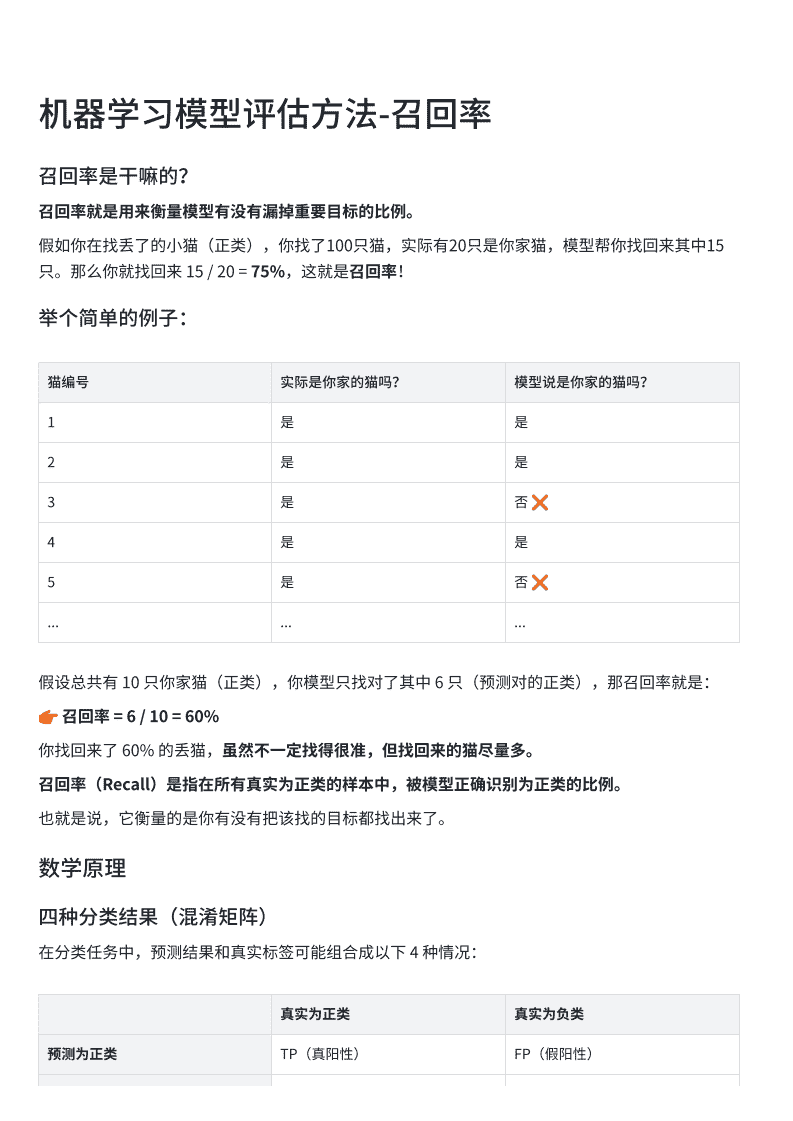 机器学习模型评估方法-召回率
召回率是干嘛的？
召回率就是用来衡量模型有没有漏掉重要目标的比例。
假如你在找丢了的小猫（正类），你找了100只猫，实际有20只是你家猫，模型帮你找回来其中15
只。那么你就找回来 15 / 20 = 75%，这就是召回率！
举个简单的例子：
猫编号 实际是你家的猫吗？ 模型说是你家的猫吗？
1 是 是
2 是 是
3 是 否 ❌
4 是 是
5 是 否 ❌
... ... ...
假设总共有 10 只你家猫（正类），你模型只找对了其中 6 只（预测对的正类），那召回率就是：
👉 召回率 = 6 / 10 = 60%
你找回来了 60% 的丢猫，虽然不一定找得很准，但找回来的猫尽量多。
召回率（Recall）是指在所有真实为正类的样本中，被模型正确识别为正类的比例。
也就是说，它衡量的是你有没有把该找的目标都找出来了。
数学原理
四种分类结果（混淆矩阵）
在分类任务中，预测结果和真实标签可能组合成以下 4 种情况：
真实为正类 真实为负类
预测为正类 TP（真阳性） FP（假阳性）